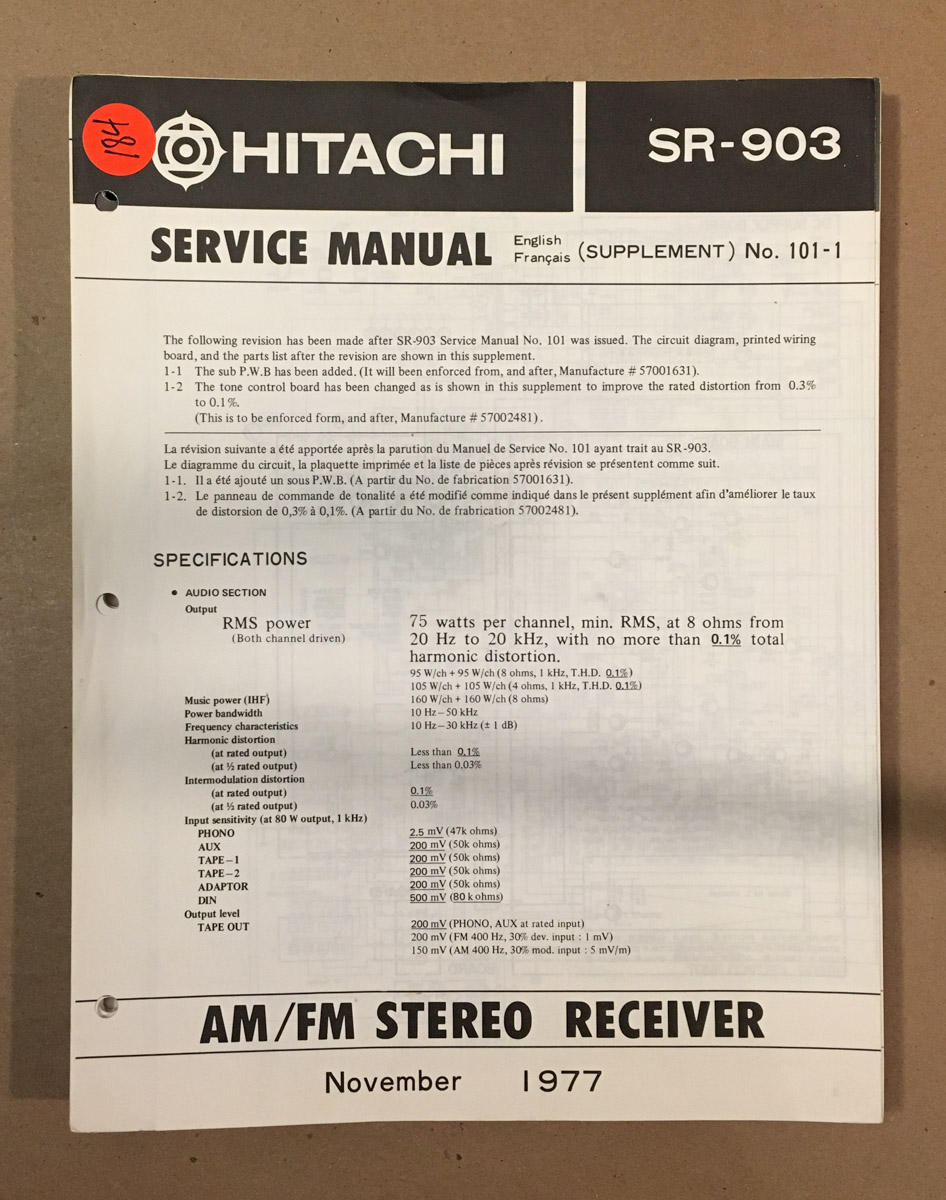 184
HITACHI
SR-903
SERVICE MANUAL English Français (SUPPLEMENT) No. 101-1
The following revision has been made after SR-903 Service Manual No. 101 was issued. The circuit diagram, printed wiring
board, and the parts list after the revision are shown in this supplement.
1-1 The sub P.W.B has been added. (It will been enforced from, and after, Manufacture # 57001631).
1-2 The tone control board has been changed as is shown in this supplement to improve the rated distortion from 0.3%
to 0.1%.
(This is to be enforced form, and after, Manufacture # 57002481).
La révision suivante a été apportée après la parution du Manuel de Service No. 101 ayant trait au SR-903.
Le diagramme du circuit, la plaquette imprimée et la liste de pièces après révision se présentent comme suit.
1-1. Il a été ajouté un sous P.W.B. (A partir du No. de fabrication 57001631).
1-2. Le panneau de commande de tonalité a été modifié comme indiqué dans le présent supplément afin d'améliorer le taux
de distorsion de 0,3% à 0,1%. (A partir du No. de frabrication 57002481).
SPECIFICATIONS
• AUDIO SECTION
Output
RMS power 75 watts per channel, min. RMS, at 8 ohms from
(Both channel driven) 20 Hz to 20 kHz, with no more than 0.1% total
harmonic distortion.
95 W/ch + 95 W/ch (8 ohms, 1 kHz, T.H.D. 0.1%)
105 W/ch + 105 W/ch (4 ohms, 1 kHz, T.H.D. 0.1%)
Music power (IHF) 160 W/ch + 160 W/ch (8 ohms)
Power bandwidth 10 Hz–50 kHz
Frequency characteristics 10 Hz–30 kHz (± 1 dB)
Harmonic distortion
(at rated output) Less than 0.1%
(at ½ rated output) Less than 0.03%
Intermodulation distortion
(at rated output) 0.1%
(at ½ rated output) 0.03%
Input sensitivity (at 80 W output, 1 kHz)
PHONO 2.5 mV (47k ohms)
AUX 200 mV (50k ohms)
TAPE–1 200 mV (50k ohms)
TAPE–2 200 mV (50k ohms)
ADAPTOR 200 mV (50k ohms)
DIN 500 mV (80 k ohms)
Output level
TAPE OUT 200 mV (PHONO, AUX at rated input)
200 mV (FM 400 Hz, 30% dev. input : 1 mV)
150 mV (AM 400 Hz, 30% mod. input : 5 mV/m)
AM/FM STEREO RECEIVER
November 1977